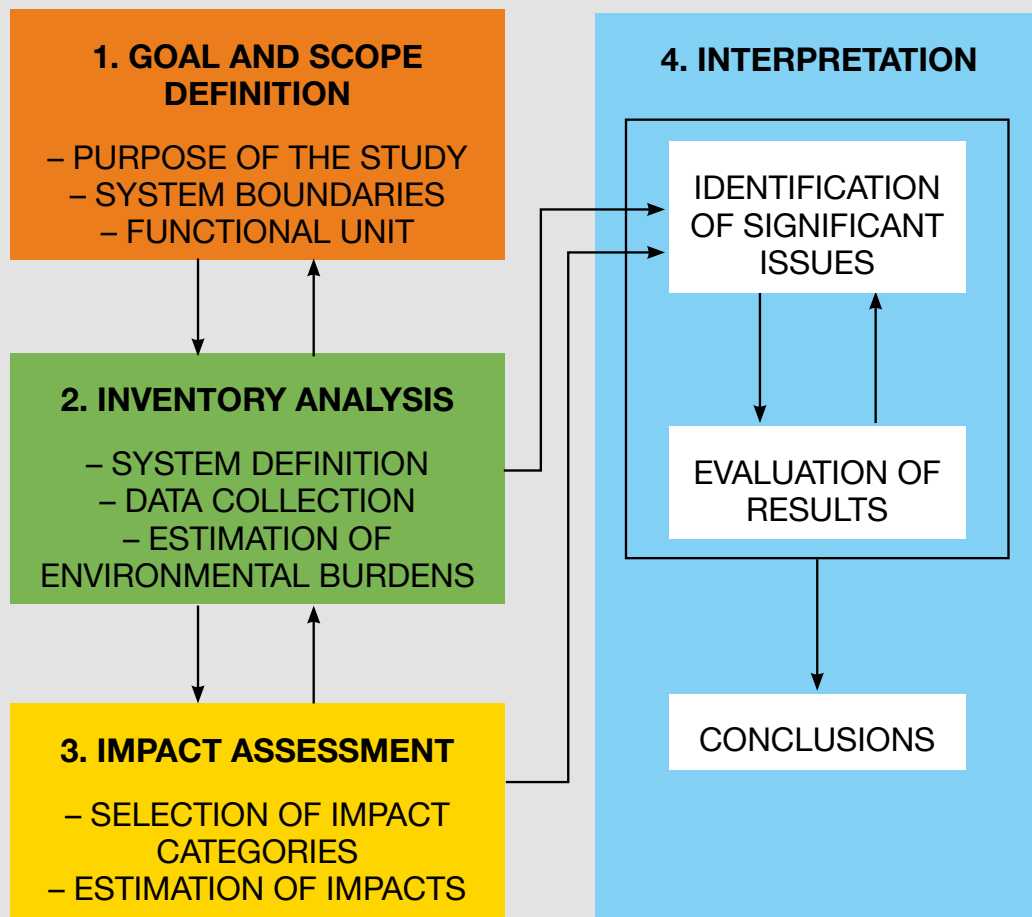 1. GOAL AND SCOPE
DEFINITION
– PURPOSE OF THE STUDY
– SYSTEM BOUNDARIES
– FUNCTIONAL UNIT
2. INVENTORY ANALYSIS
– SYSTEM DEFINITION
– DATA COLLECTION
– ESTIMATION OF
ENVIRONMENTAL BURDENS
3. IMPACT ASSESSMENT
– SELECTION OF IMPACT
CATEGORIES
– ESTIMATION OF IMPACTS
4. INTERPRETATION
IDENTIFICATION
OF SIGNIFICANT
ISSUES
EVALUATION OF
RESULTS
CONCLUSIONS